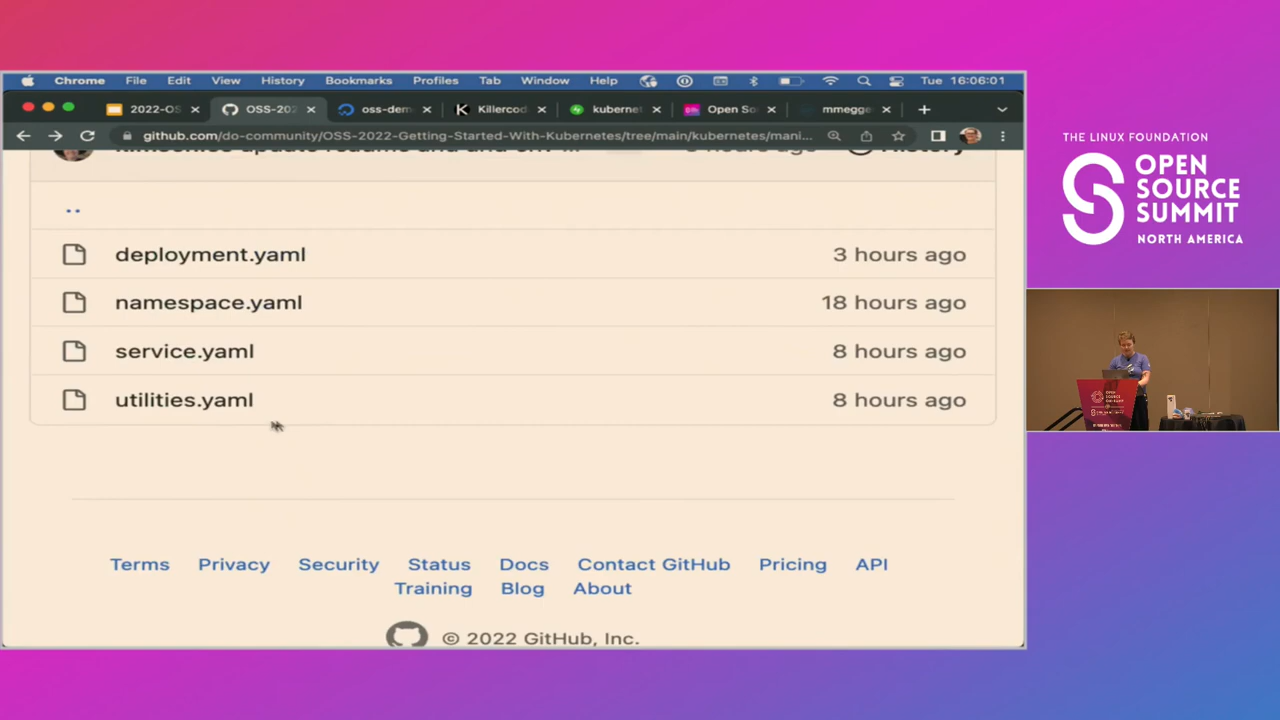 Chrome File Edit View History Bookmarks Profiles Tab Window Help Tue 16:06:01
2022-OS OSS-202 oss-dem Killercod kubernet Open So mmegge
github.com/do-community/OSS-2022-Getting-Started-With-Kubernetes/tree/main/kubernetes/mani...
History
..
deployment.yaml 3 hours ago
namespace.yaml 18 hours ago
service.yaml 8 hours ago
utilities.yaml 8 hours ago
Terms Privacy Security Status Docs Contact GitHub Pricing API
Training Blog About
© 2022 GitHub, Inc.
THE LINUX FOUNDATION
OPEN
SOURCE
SUMMIT
NORTH AMERICA